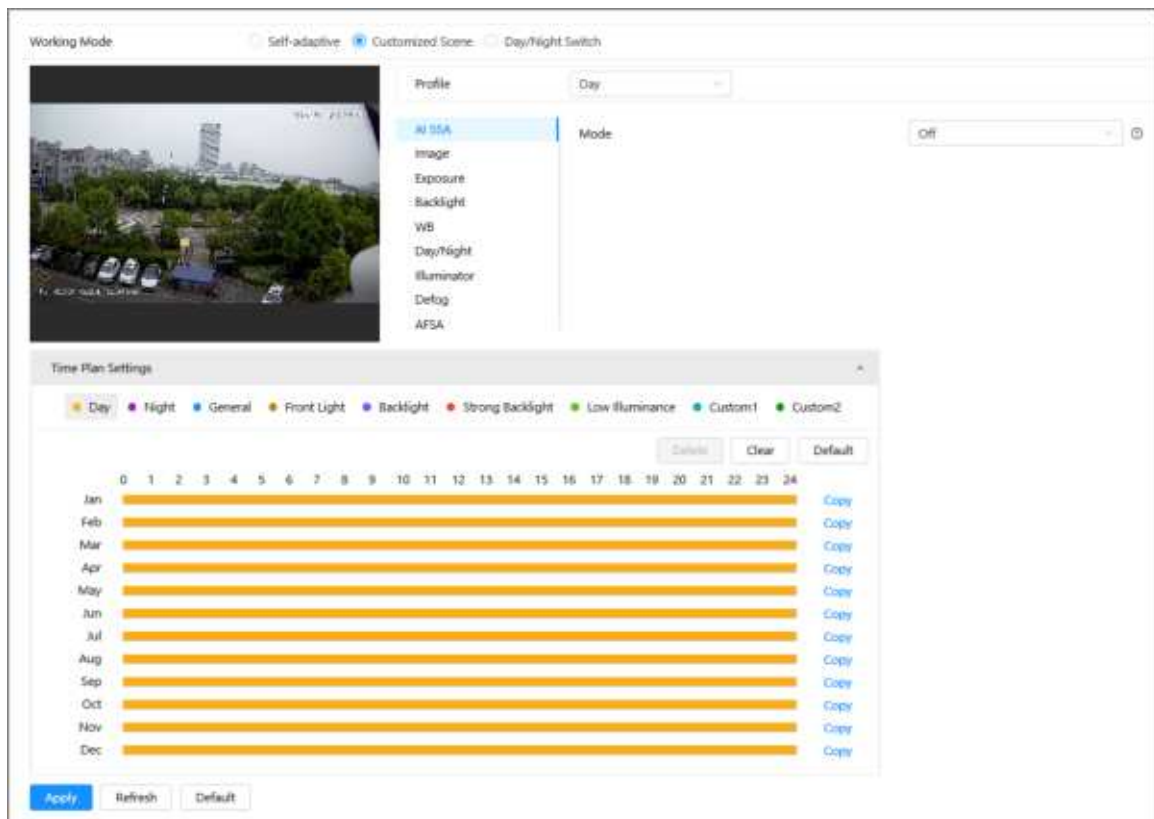 Working Mode Self-adaptive Customized Scene Day/Night Switch
Profile Day
AI SSA Mode Off
Image
Exposure
Backlight
WB
Day/Night
Illuminator
Defog
AFSA
Time Plan Settings
Day Night General Front Light Backlight Strong Backlight Low Illuminance Custom1 Custom2
Delete Clear Default
0 1 2 3 4 5 6 7 8 9 10 11 12 13 14 15 16 17 18 19 20 21 22 23 24
Jan Copy
Feb Copy
Mar Copy
Apr Copy
May Copy
Jun Copy
Jul Copy
Aug Copy
Sep Copy
Oct Copy
Nov Copy
Dec Copy
Apply Refresh Default